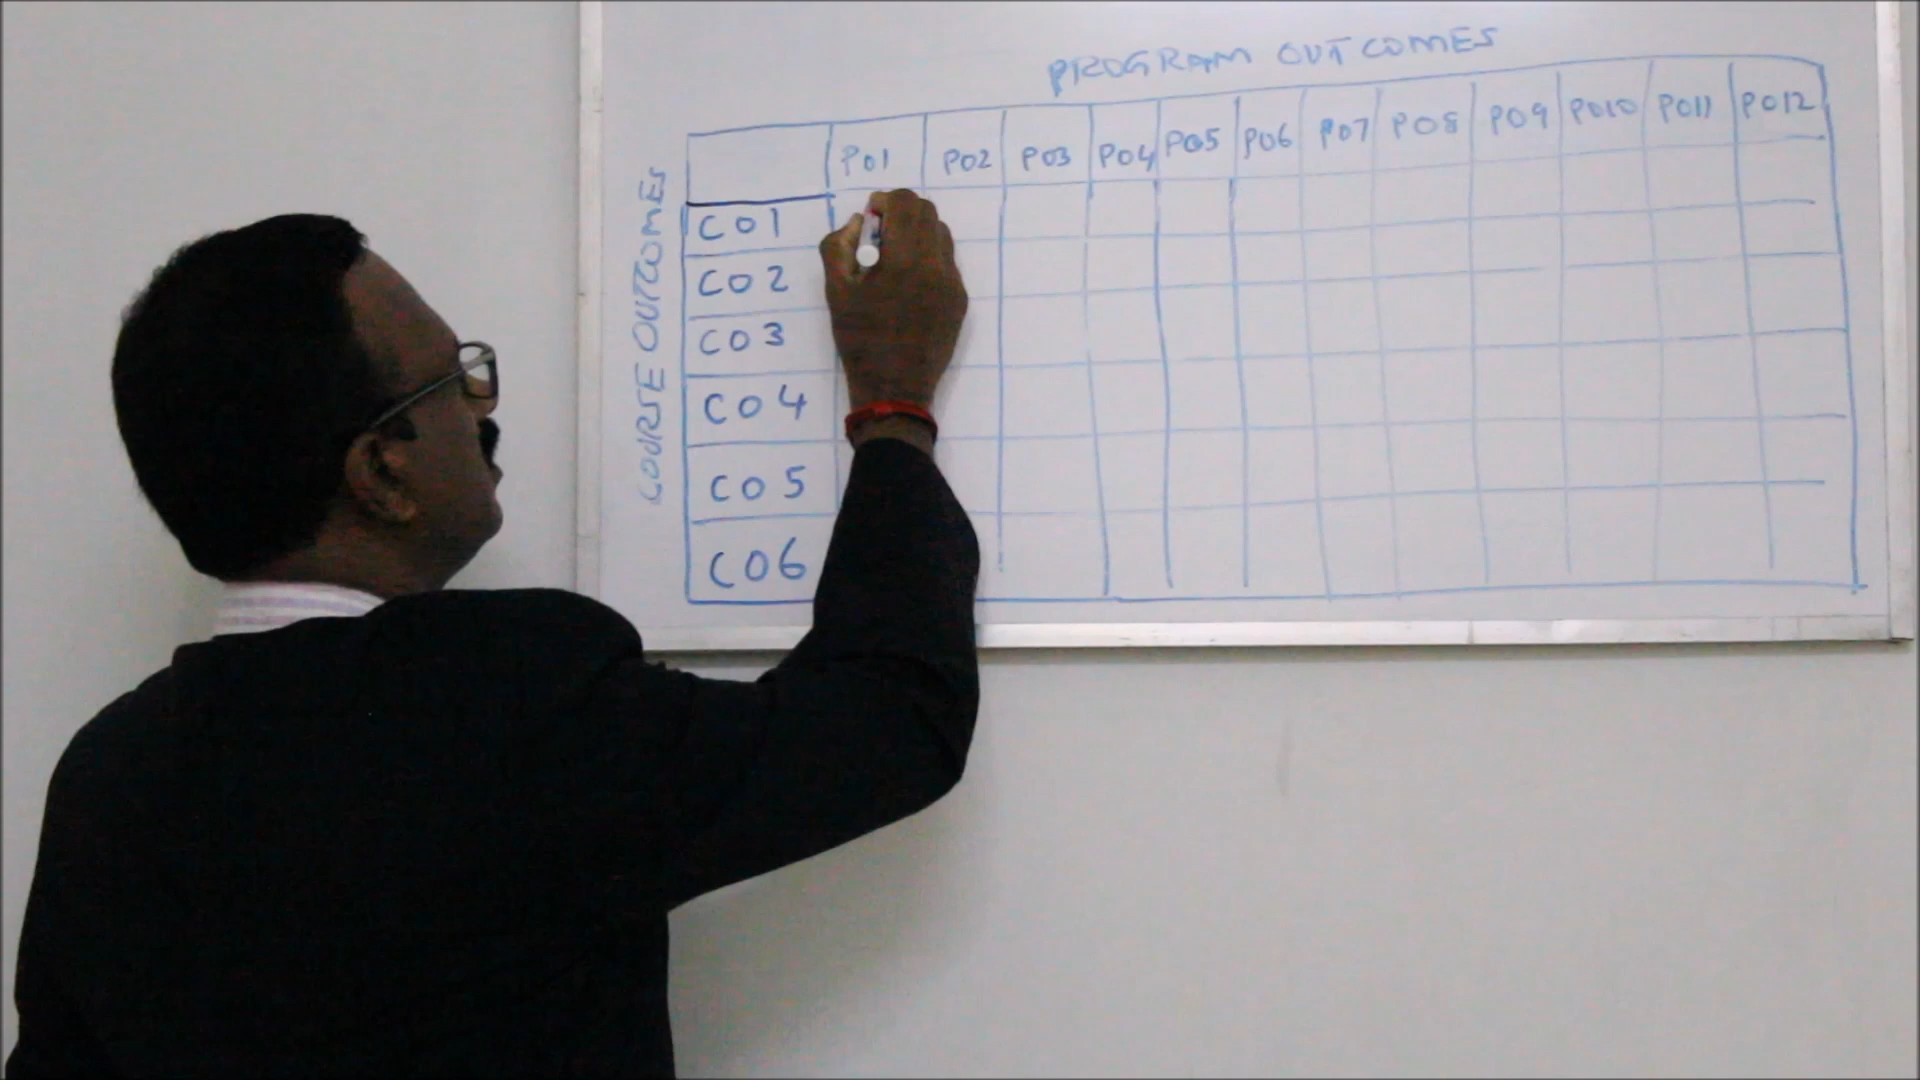 PROGRAM OUTCOMES
PO1 PO2 PO3 PO4 PO5 PO6 PO7 PO8 PO9 PO10 PO11 PO12
COURSE OUTCOMES
CO1
CO2
CO3
CO4
CO5
CO6